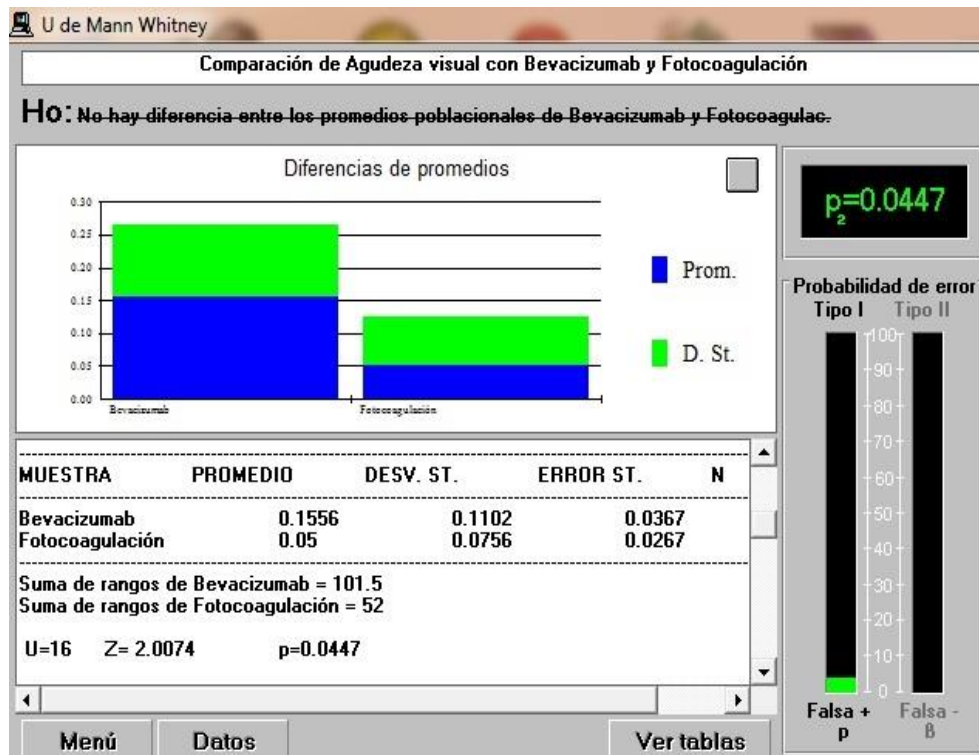 U de Mann Whitney
Comparación de Agudeza visual con Bevacizumab y Fotocoagulación
Ho: No hay diferencia entre los promedios poblacionales de Bevacizumab y Fotocoagulac.
Diferencias de promedios
0.30
0.25
0.20
0.15
0.10
0.05
0.00
Bevacizumab
Fotocoagulación
Prom.
D. St.
p2=0.0447
Probabilidad de error
Tipo I Tipo II
100
90
80
70
60
50
40
30
20
10
0
Falsa + Falsa -
p β
MUESTRA PROMEDIO DESV. ST. ERROR ST. N
Bevacizumab 0.1556 0.1102 0.0367
Fotocoagulación 0.05 0.0756 0.0267
Suma de rangos de Bevacizumab = 101.5
Suma de rangos de Fotocoagulación = 52
U=16 Z= 2.0074 p=0.0447
Menú Datos Ver tablas